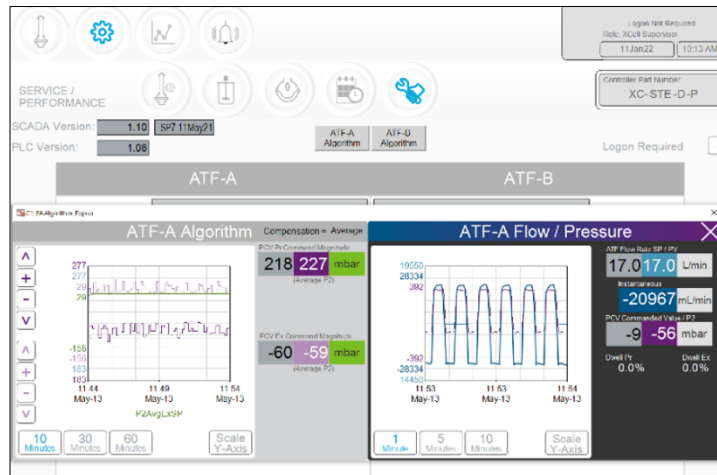 Logon Not Required
Role: XCell Supervisor
11Jan22
10:13 AM
SERVICE /
PERFORMANCE
Controller Part Number:
XC-STE-D-P
SCADA Version:
1.10
SP7 11May21
PLC Version:
1.06
ATF-A
Algorithm
ATF-B
Algorithm
Logon Required
ATF-A
ATF-B
ATF-A Algorithm
Compensation = Average
ATF-A Flow / Pressure
PCV Pr Command Magnitude
218
227
mbar
(Average P2)
PCV Ex Command Magnitude
-60
-59
mbar
(Average P2)
277
277
29
29
-156
-156
183
183
11 44
May-13
11 49
May-13
11 54
May-13
P2AvgExSP
10
Minutes
30
Minutes
60
Minutes
Scale
Y-Axis
19550
28334
392
-392
-28334
14450
11 53
May-13
11 53
May-13
11 54
May-13
1
Minute
5
Minutes
10
Minutes
Scale
Y-Axis
ATF Flow Rate SP / PV
17.0
17.0
L/min
Instantaneous
-20967
mL/min
PCV Commanded Value / P2
-9
-56
mbar
Dwell Pr
0.0%
Dwell Ex
0.0%